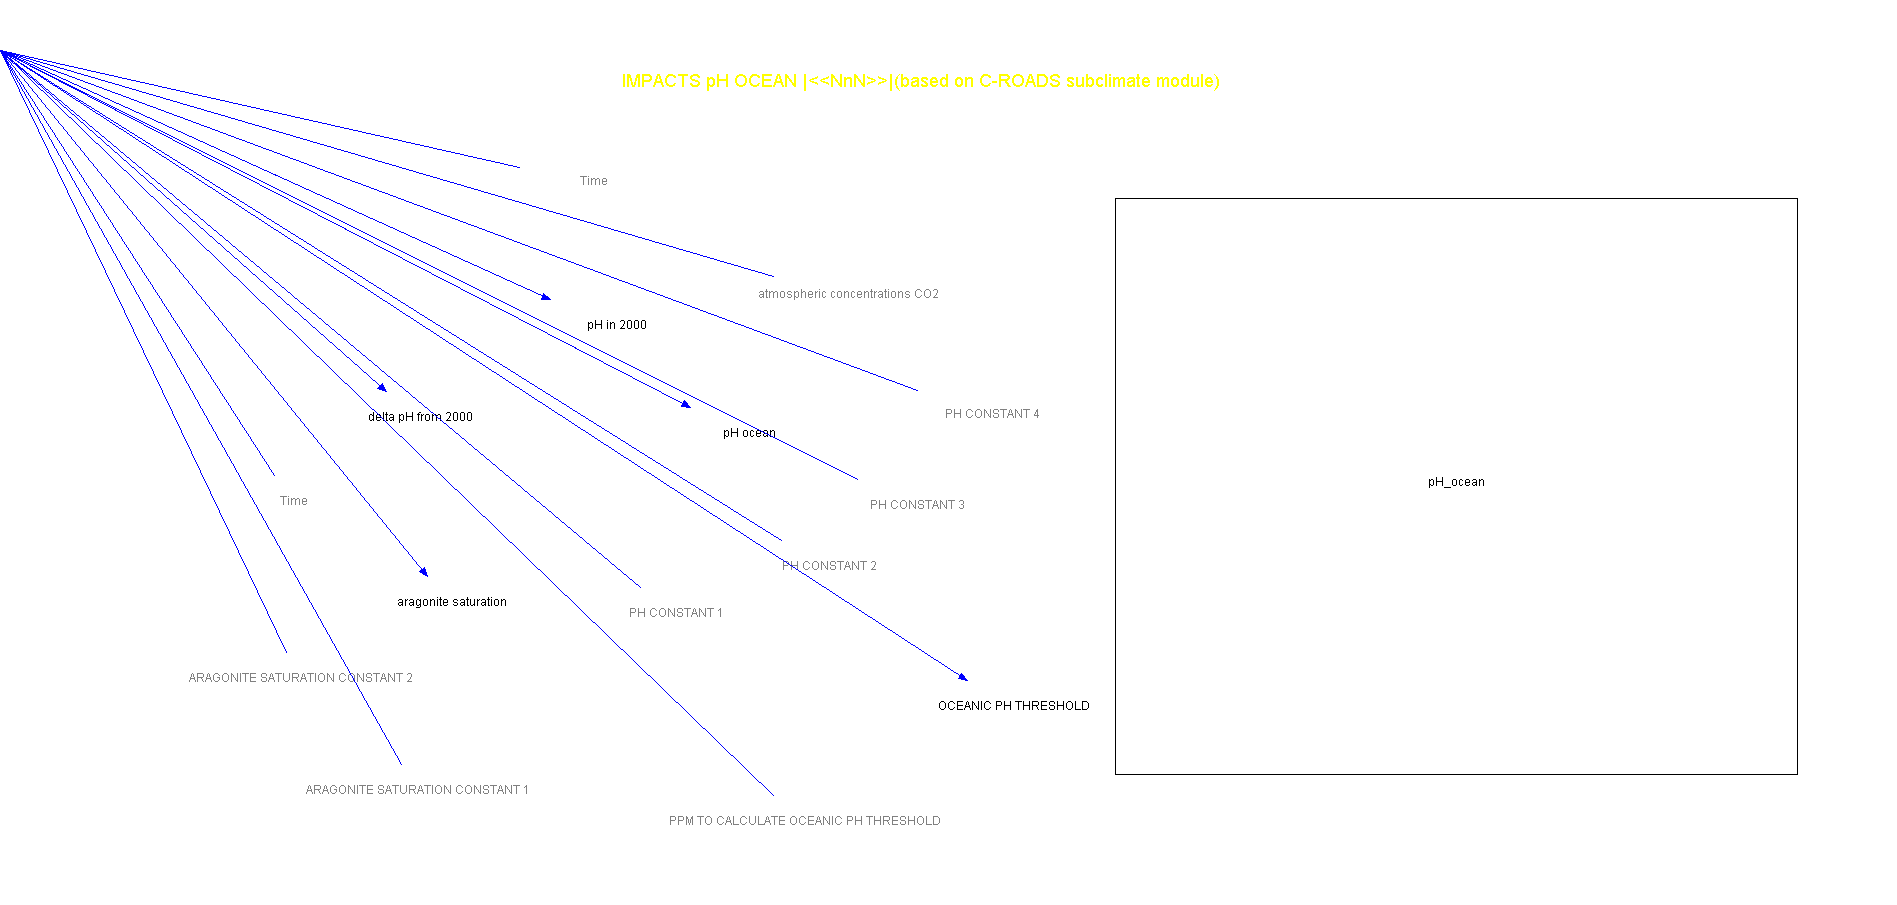 IMPACTS pH OCEAN |<<NnN>>|(based on C-ROADS subclimate module)
Time
atmospheric concentrations CO2
pH in 2000
delta pH from 2000
PH CONSTANT 4
pH ocean
pH_ocean
Time
PH CONSTANT 3
PH CONSTANT 2
aragonite saturation
PH CONSTANT 1
ARAGONITE SATURATION CONSTANT 2
OCEANIC PH THRESHOLD
ARAGONITE SATURATION CONSTANT 1
PPM TO CALCULATE OCEANIC PH THRESHOLD